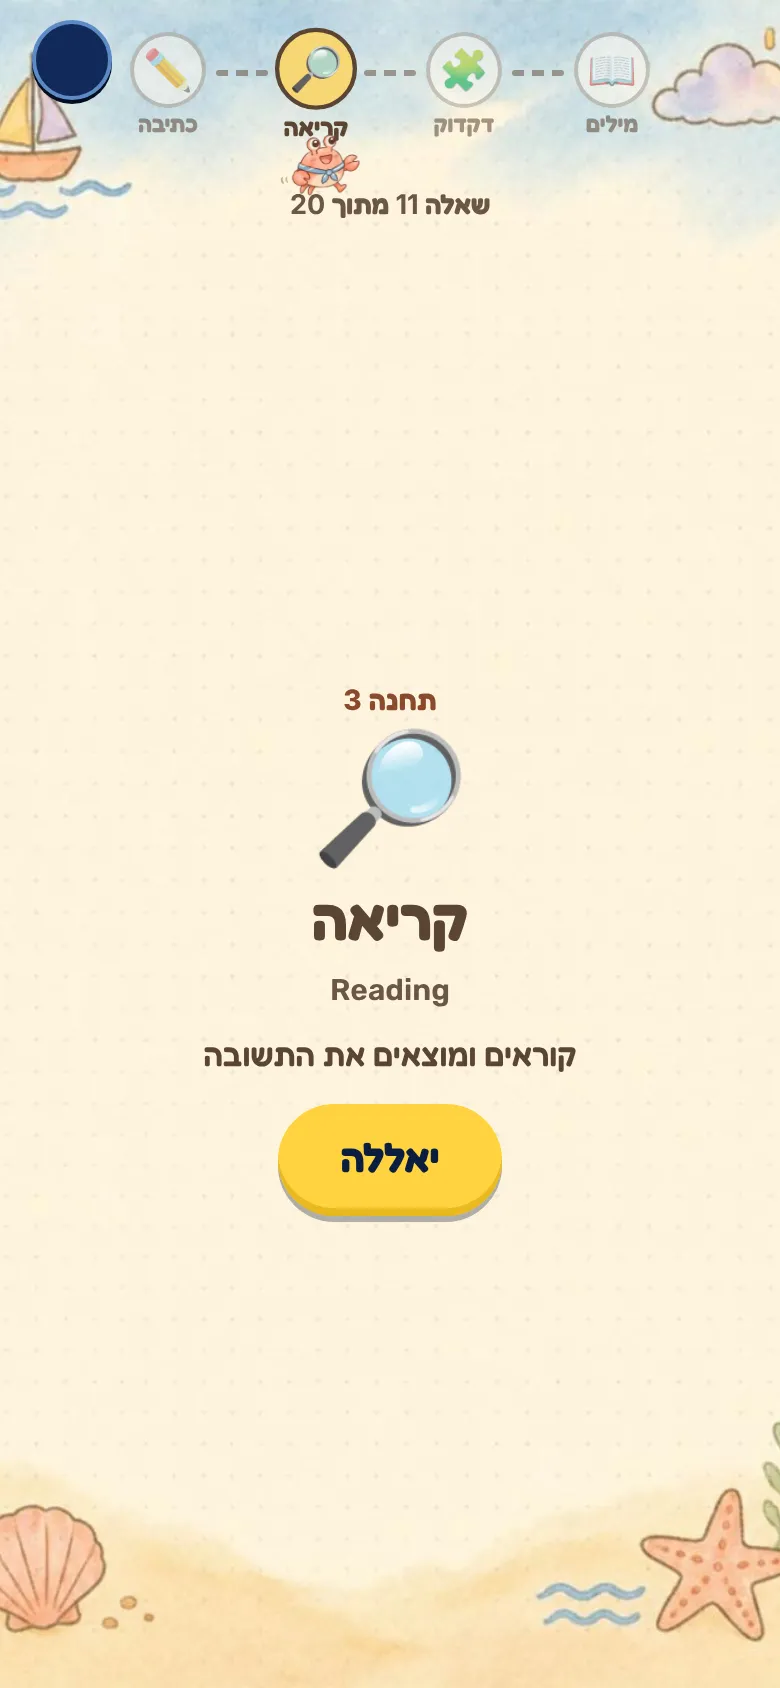 מילים
דקדוק
קריאה
כתיבה
שאלה 11 מתוך 20
תחנה 3
קריאה
Reading
קוראים ומוצאים את התשובה
יאללה